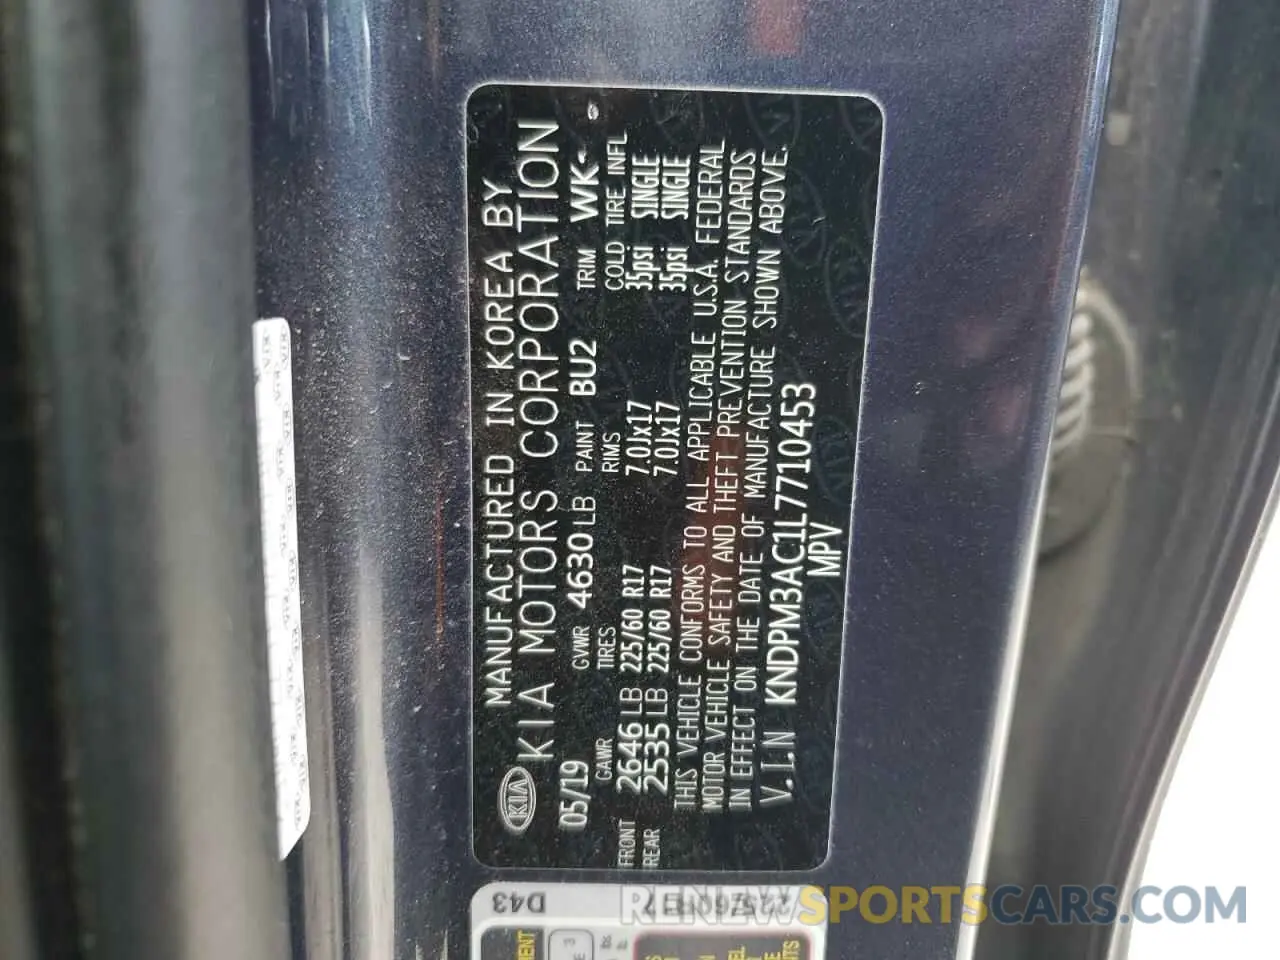 MANUFACTURED IN KOREA BY
KIA KIA MOTORS CORPORATION
05/19 GVWR 4630 LB PAINT BU2 TRIM WK
GAWR TIRES RIMS COLD TIRE INFL
FRONT 2646 LB 225/60 R17 7.0Jx17 35psi SINGLE
REAR 2535 LB 225/60 R17 7.0Jx17 35psi SINGLE
THIS VEHICLE CONFORMS TO ALL APPLICABLE U.S.A. FEDERAL
MOTOR VEHICLE SAFETY AND THEFT PREVENTION STANDARDS
IN EFFECT ON THE DATE OF MANUFACTURE SHOWN ABOVE.
V.I.N KNDPM3AC1L7710453
MPV
D43
225/60R17
RENEWSPORTSCARS.COM